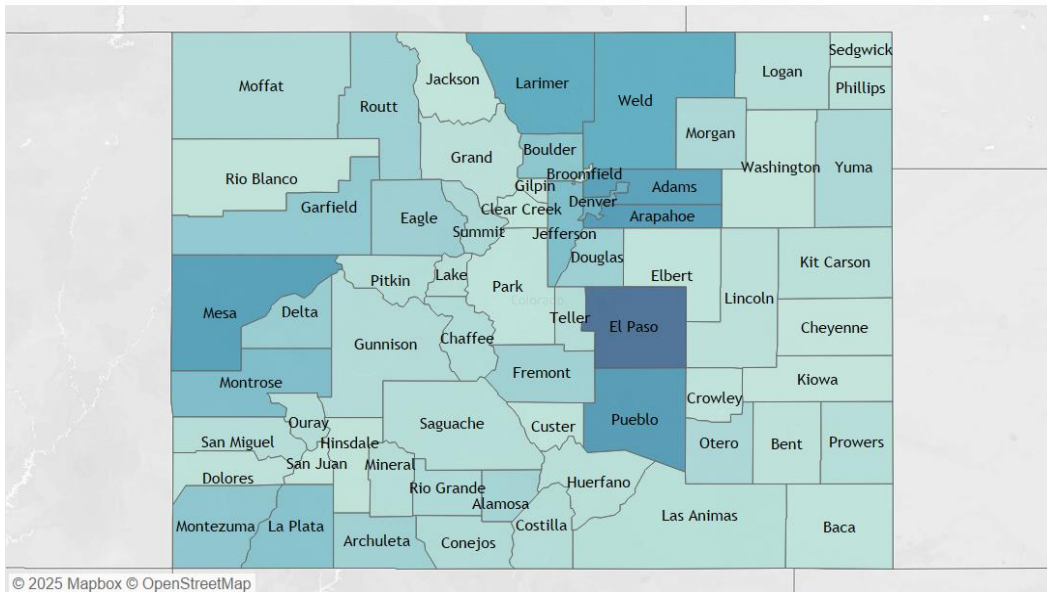 Sedgwick
Logan
Jackson
Larimer
Moffat
Phillips
Weld
Routt
Morgan
Boulder
Grand
Washington
Yuma
Broomfield
Rio Blanco
Gilpin
Adams
Denver
Garfield
Clear Creek
Arapahoe
Eagle
Summit
Jefferson
Douglas
Kit Carson
Lake
Elbert
Pitkin
Park
Lincoln
Colorado
Mesa
Delta
Teller
El Paso
Cheyenne
Chaffee
Gunnison
Fremont
Kiowa
Montrose
Crowley
Pueblo
Ouray
Saguache
Custer
San Miguel
Hinsdale
Otero
Bent
Prowers
San Juan
Mineral
Dolores
Huerfano
Rio Grande
Alamosa
Las Animas
Montezuma
La Plata
Costilla
Baca
Archuleta
Conejos
© 2025 Mapbox © OpenStreetMap